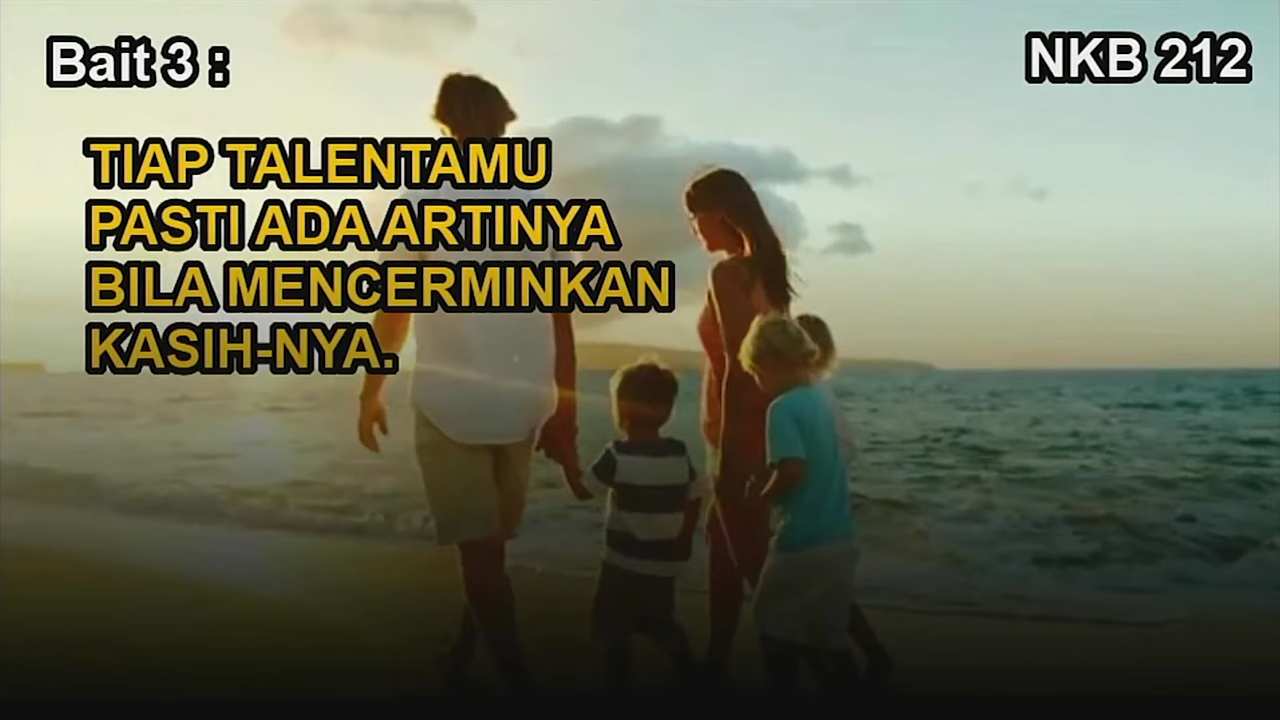 Bait 3 :
NKB 212
TIAP TALENTAMU
PASTI ADA ARTINYA
BILA MENCERMINKAN
KASIH-NYA.